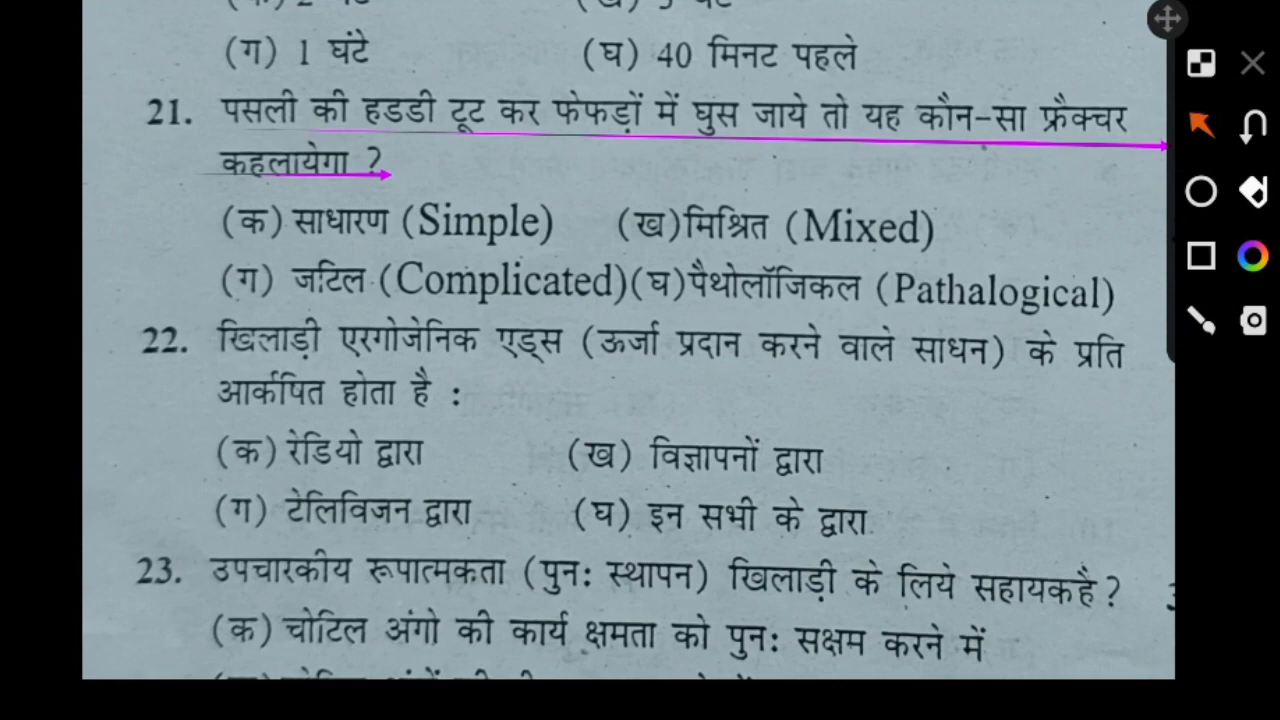 (ग) 1 घंटे (घ) 40 मिनट पहले
21. पसली की हडडी टूट कर फेफड़ों में घुस जाये तो यह कौन-सा फ्रैक्चर
कहलायेगा ?
(क) साधारण (Simple) (ख)मिश्रित (Mixed)
(ग) जटिल (Complicated)(घ)पैथोलॉजिकल (Pathalogical)
22. खिलाड़ी एरगोजेनिक एड्स (ऊर्जा प्रदान करने वाले साधन) के प्रति
आर्कषित होता है :
(क) रेडियो द्वारा (ख) विज्ञापनों द्वारा
(ग) टेलिविजन द्वारा (घ) इन सभी के द्वारा
23. उपचारकीय रूपात्मकता (पुनः स्थापन) खिलाड़ी के लिये सहायकहै ?
(क) चोटिल अंगो की कार्य क्षमता को पुनः सक्षम करने में